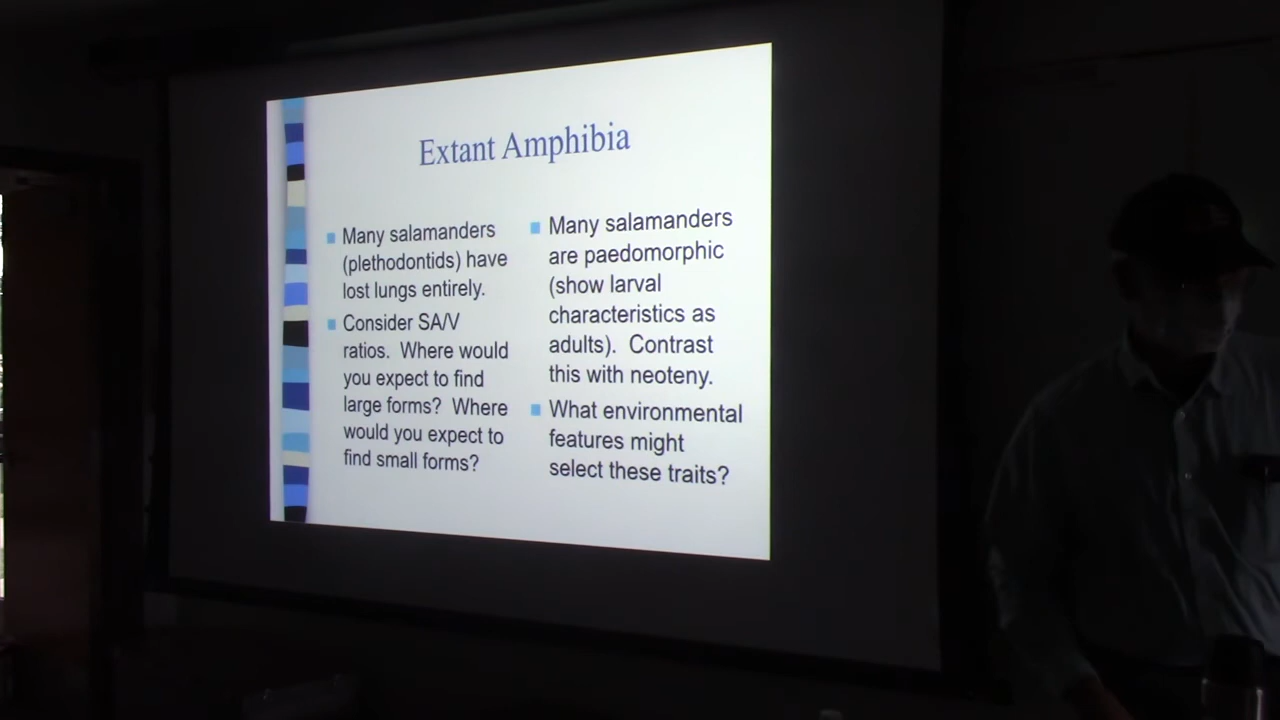 Extant Amphibia
Many salamanders
(plethodontids) have
lost lungs entirely.
Consider SA/V
ratios. Where would
you expect to find
large forms? Where
would you expect to
find small forms?
Many salamanders
are paedomorphic
(show larval
characteristics as
adults). Contrast
this with neoteny.
What environmental
features might
select these traits?